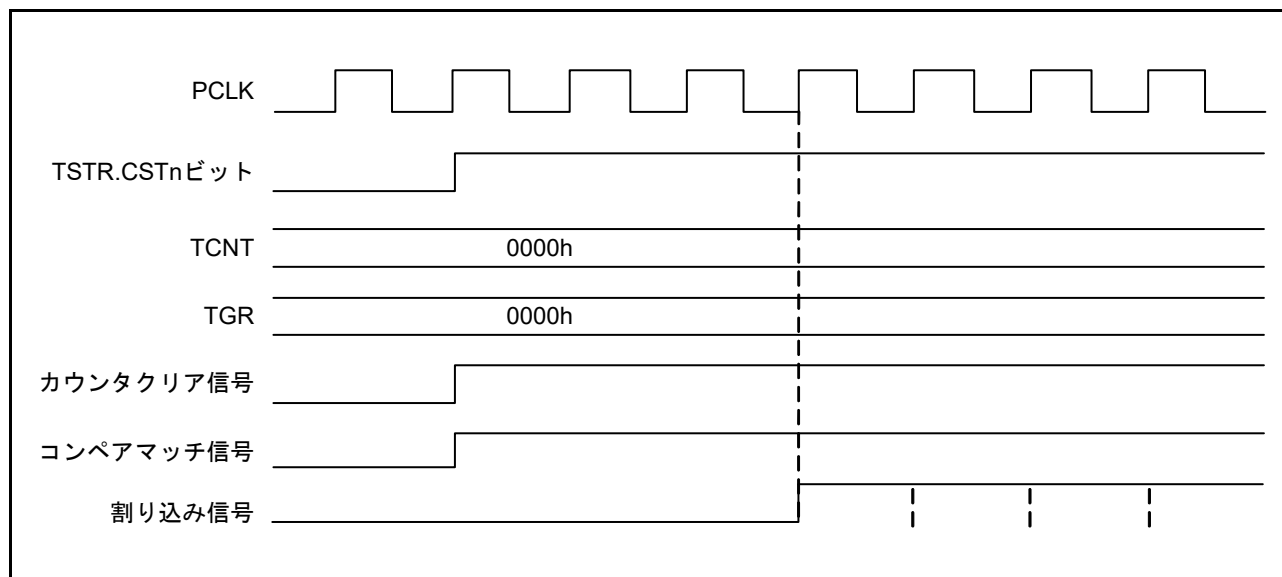 PCLK
TSTR.CSTnビット
TCNT 0000h
TGR 0000h
カウンタクリア信号
コンペアマッチ信号
割り込み信号